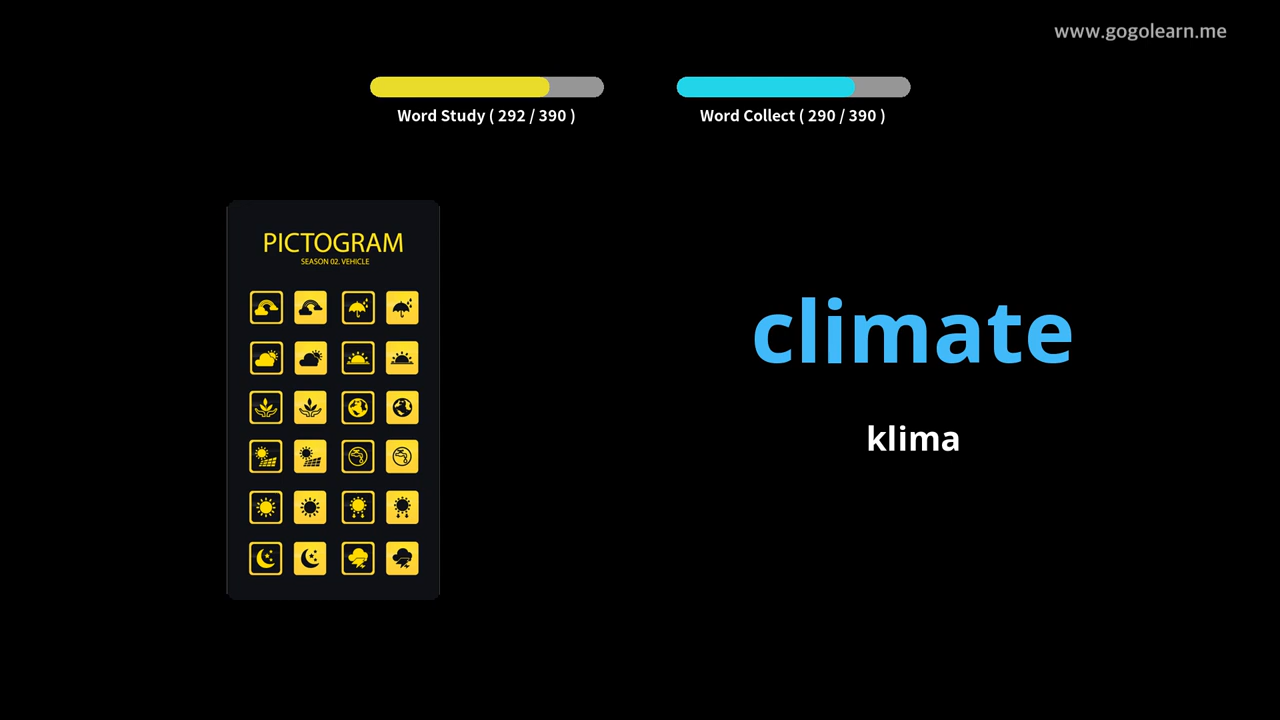 www.gogolearn.me
Word Study ( 292 / 390 )
Word Collect ( 290 / 390 )
PICTOGRAM
SEASON 02. VEHICLE
climate
klima